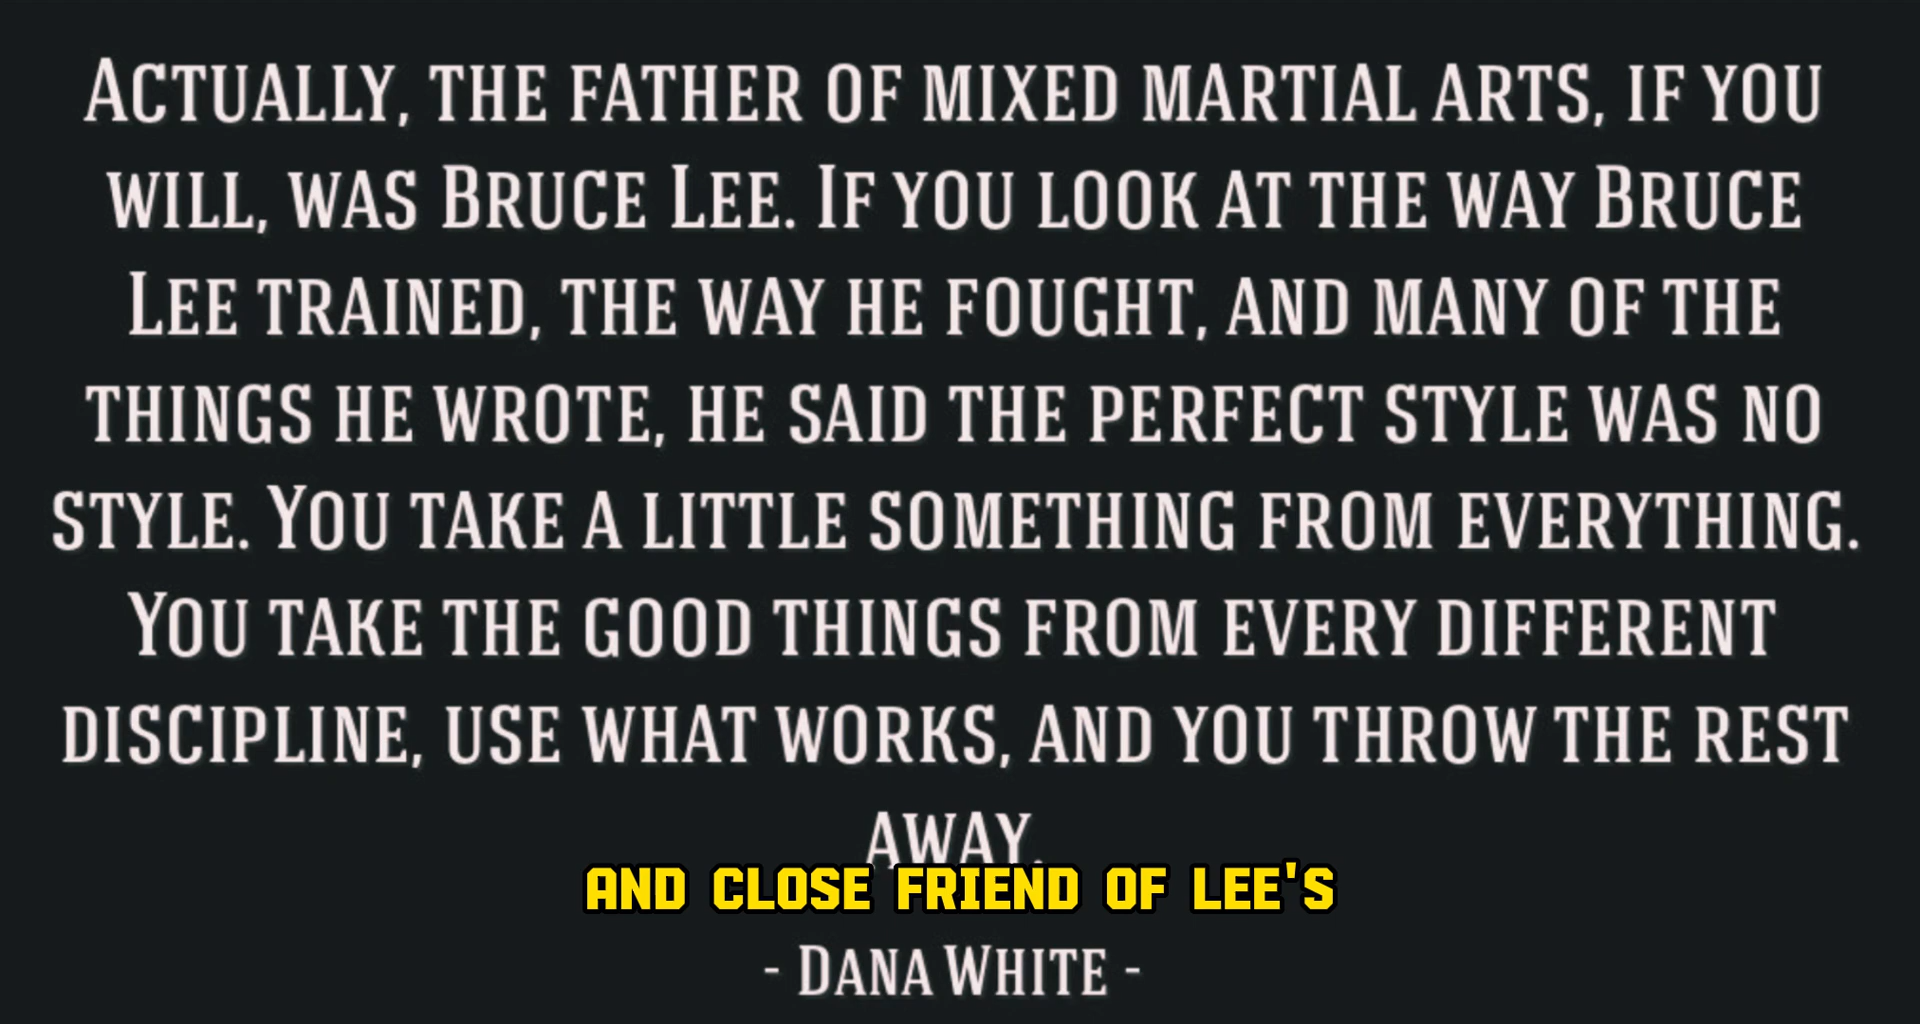 Actually, the father of mixed martial arts, if you
will, was Bruce Lee. If you look at the way Bruce
Lee trained, the way he fought, and many of the
things he wrote, he said the perfect style was no
style. You take a little something from everything.
You take the good things from every different
discipline, use what works, and you throw the rest
away.
AND CLOSE FRIEND OF LEE'S
- Dana White -